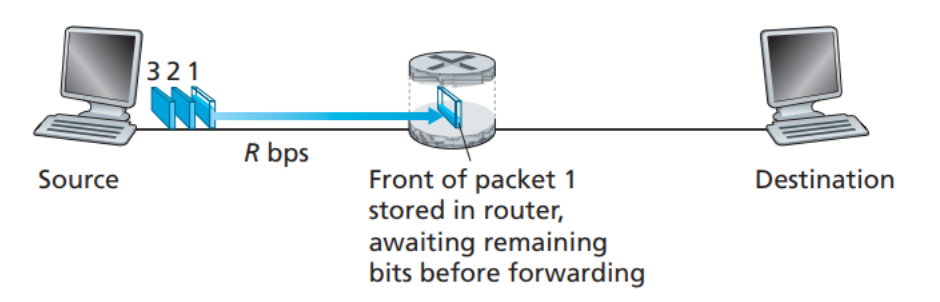 3 2 1
R bps
Source
Front of packet 1
stored in router,
awaiting remaining
bits before forwarding
Destination